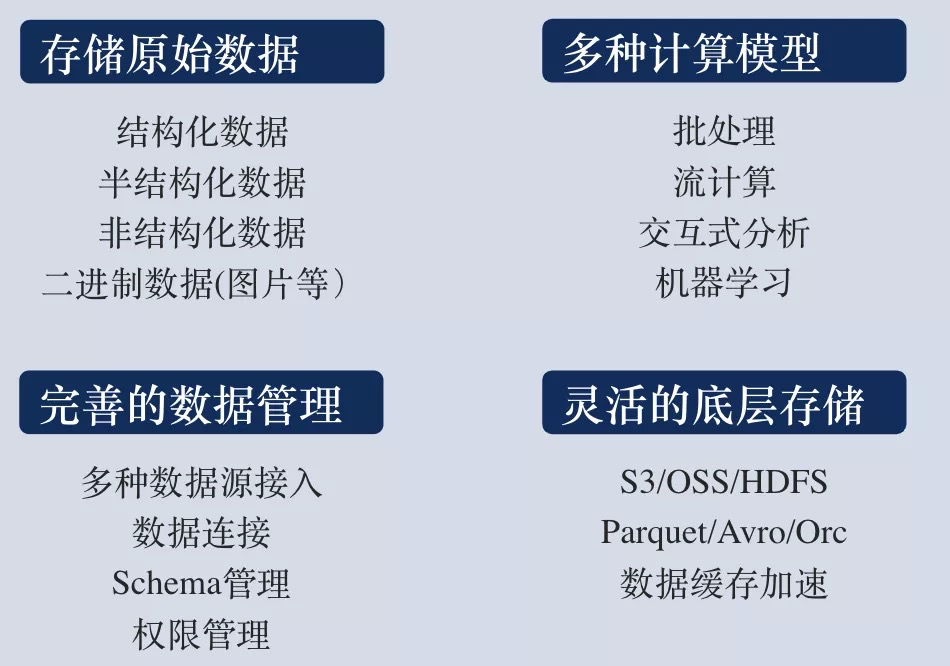 存储原始数据
结构化数据
半结构化数据
非结构化数据
二进制数据(图片等）
多种计算模型
批处理
流计算
交互式分析
机器学习
完善的数据管理
多种数据源接入
数据连接
Schema管理
权限管理
灵活的底层存储
S3/OSS/HDFS
Parquet/Avro/Orc
数据缓存加速